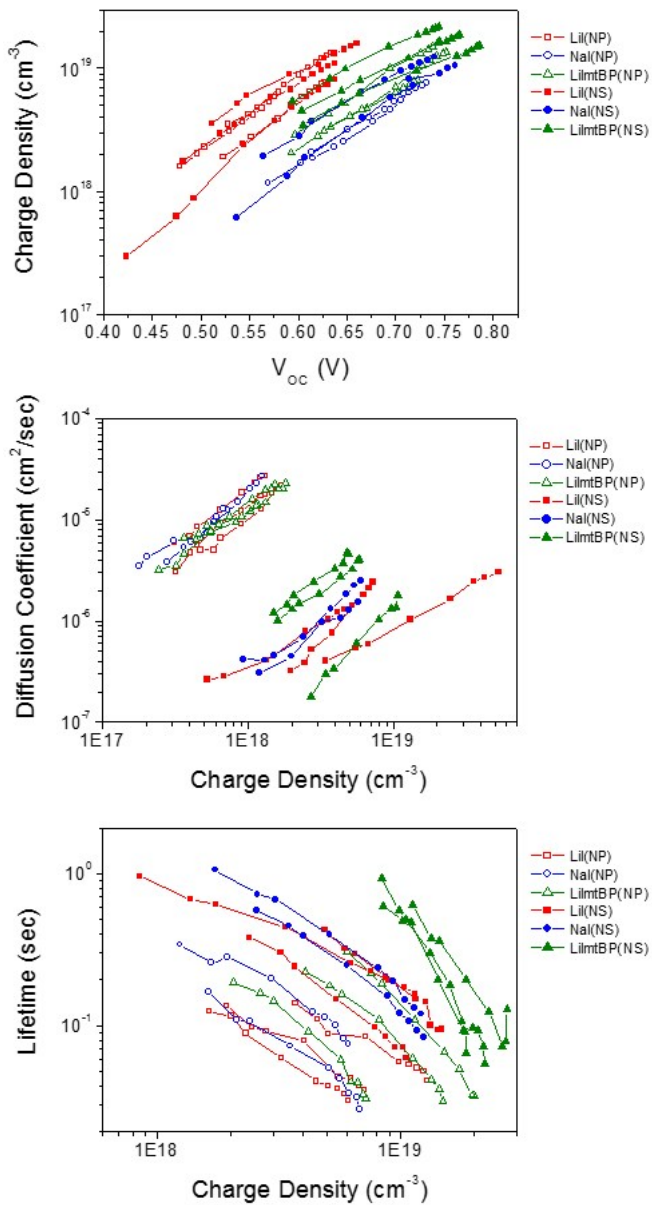 Charge Density (cm⁻³)
10¹⁹
10¹⁸
10¹⁷
0.40 0.45 0.50 0.55 0.60 0.65 0.70 0.75 0.80
V_OC (V)
LiI(NP)
NaI(NP)
LiImtBP(NP)
LiI(NS)
NaI(NS)
LiImtBP(NS)
Diffusion Coefficient (cm²/sec)
10⁻⁴
10⁻⁵
10⁻⁶
10⁻⁷
1E17 1E18 1E19
Charge Density (cm⁻³)
LiI(NP)
NaI(NP)
LiImtBP(NP)
LiI(NS)
NaI(NS)
LiImtBP(NS)
Lifetime (sec)
10⁰
10⁻¹
1E18 1E19
Charge Density (cm⁻³)
LiI(NP)
NaI(NP)
LiImtBP(NP)
LiI(NS)
NaI(NS)
LiImtBP(NS)